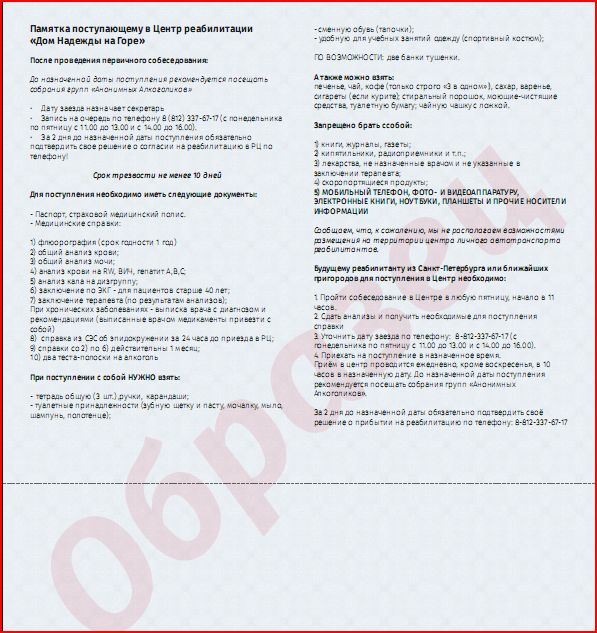 Памятка поступающему в Центр реабилитации
«Дом Надежды на Горе»
После проведения первичного собеседования:
До назначенной даты поступления рекомендуется посещать
собрания групп «Анонимных Алкоголиков»
- Дату заезда назначает секретарь
- Запись на очередь по телефону 8 (812) 337-67-17 (с понедельника
по пятницу с 11.00 до 13.00 и с 14.00 до 16.00).
- За 2 дня до назначенной даты поступления обязательно
подтвердить свое решение о согласии на реабилитацию в РЦ по
телефону!
Срок трезвости не менее 10 дней
Для поступления необходимо иметь следующие документы:
- Паспорт, страховой медицинский полис.
- Медицинские справки:
1) флюорография (срок годности 1 год)
2) общий анализ крови;
3) общий анализ мочи;
4) анализ крови на RW, ВИЧ, гепатит А,В,С;
5) анализ кала на дизгруппу;
6) заключение по ЭКГ - для пациентов старше 40 лет;
7) заключение терапевта (по результатам анализов);
При хронических заболеваниях - выписка врача с диагнозом и
рекомендациями (выписанные врачом медикаменты привезти с
собой)
8) справка из СЭС об эпидокружении за 24 часа до приезда в РЦ;
9) справки со 2) по 6) действительны 1 месяц;
10) два теста-полоски на алкоголь
При поступлении с собой НУЖНО взять:
- тетрадь общую (3 шт.),ручки, карандаши;
- туалетные принадлежности (зубную щетку и пасту, мочалку, мыло,
шампунь, полотенце);
- сменную обувь (тапочки);
- удобную для учебных занятий одежду (спортивный костюм);
ПО ВОЗМОЖНОСТИ: две банки тушенки.
А также можно взять:
печенье, чай, кофе (только строго «3 в одном»), сахар, варенье,
сигареты (если курите); стиральный порошок, моющие-чистящие
средства, туалетную бумагу; чайную чашку с ложкой.
Запрещено брать ссобой:
1) книги, журналы, газеты;
2) кипятильники, радиоприемники и т.п.;
3) лекарства, не назначенные врачом и не указанные в
заключении терапевта;
4) скоропортящиеся продукты;
5) МОБИЛЬНЫЙ ТЕЛЕФОН, ФОТО- И ВИДЕОАППАРАТУРУ,
ЭЛЕКТРОННЫЕ КНИГИ, НОУТБУКИ, ПЛАНШЕТЫ И ПРОЧИЕ НОСИТЕЛИ
ИНФОРМАЦИИ
Сообщаем, что, к сожалению, мы не располагаем возможностями
размещения на территории центра личного автотранспорта
реабилитантов.
Будущему реабилитанту из Санкт-Петербурга или ближайших
пригородов для поступления в Центр необходимо:
1. Пройти собеседование в Центре в любую пятницу, начало в 11
часов.
2. Сдать анализы и получить необходимые для поступления
справки
3. Уточнить дату заезда по телефону: 8-812-337-67-17 (с
понедельника по пятницу с 11.00 до 13.00 и с 14.00 до 16.00).
4. Приехать на поступление в назначенное время.
Приём в центр проводится ежедневно, кроме воскресенья, в 10
часов в назначенную дату. До назначенной даты поступления
рекомендуется посещать собрания групп «Анонимных
Алкоголиков».
За 2 дня до назначенной даты обязательно подтвердить своё
решение о прибытии на реабилитацию по телефону: 8-812-337-67-17
Образец